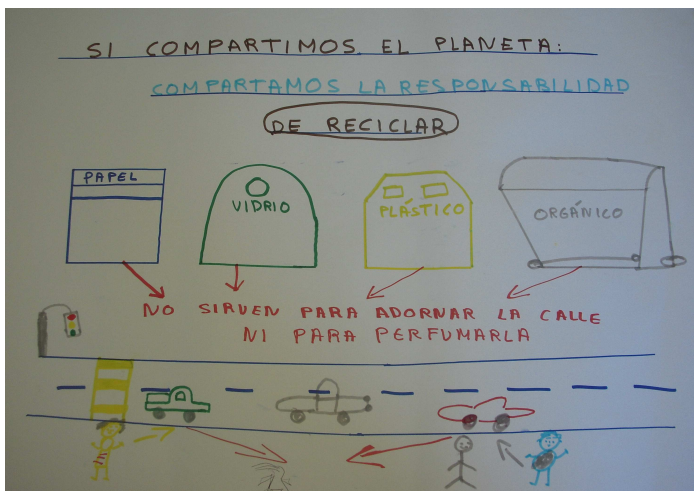 SI COMPARTIMOS EL PLANETA:
COMPARTAMOS LA RESPONSABILIDAD
DE RECICLAR
PAPEL
VIDRIO
PLÁSTICO
ORGÁNICO
NO SIRVEN PARA ADORNAR LA CALLE
NI PARA PERFUMARLA